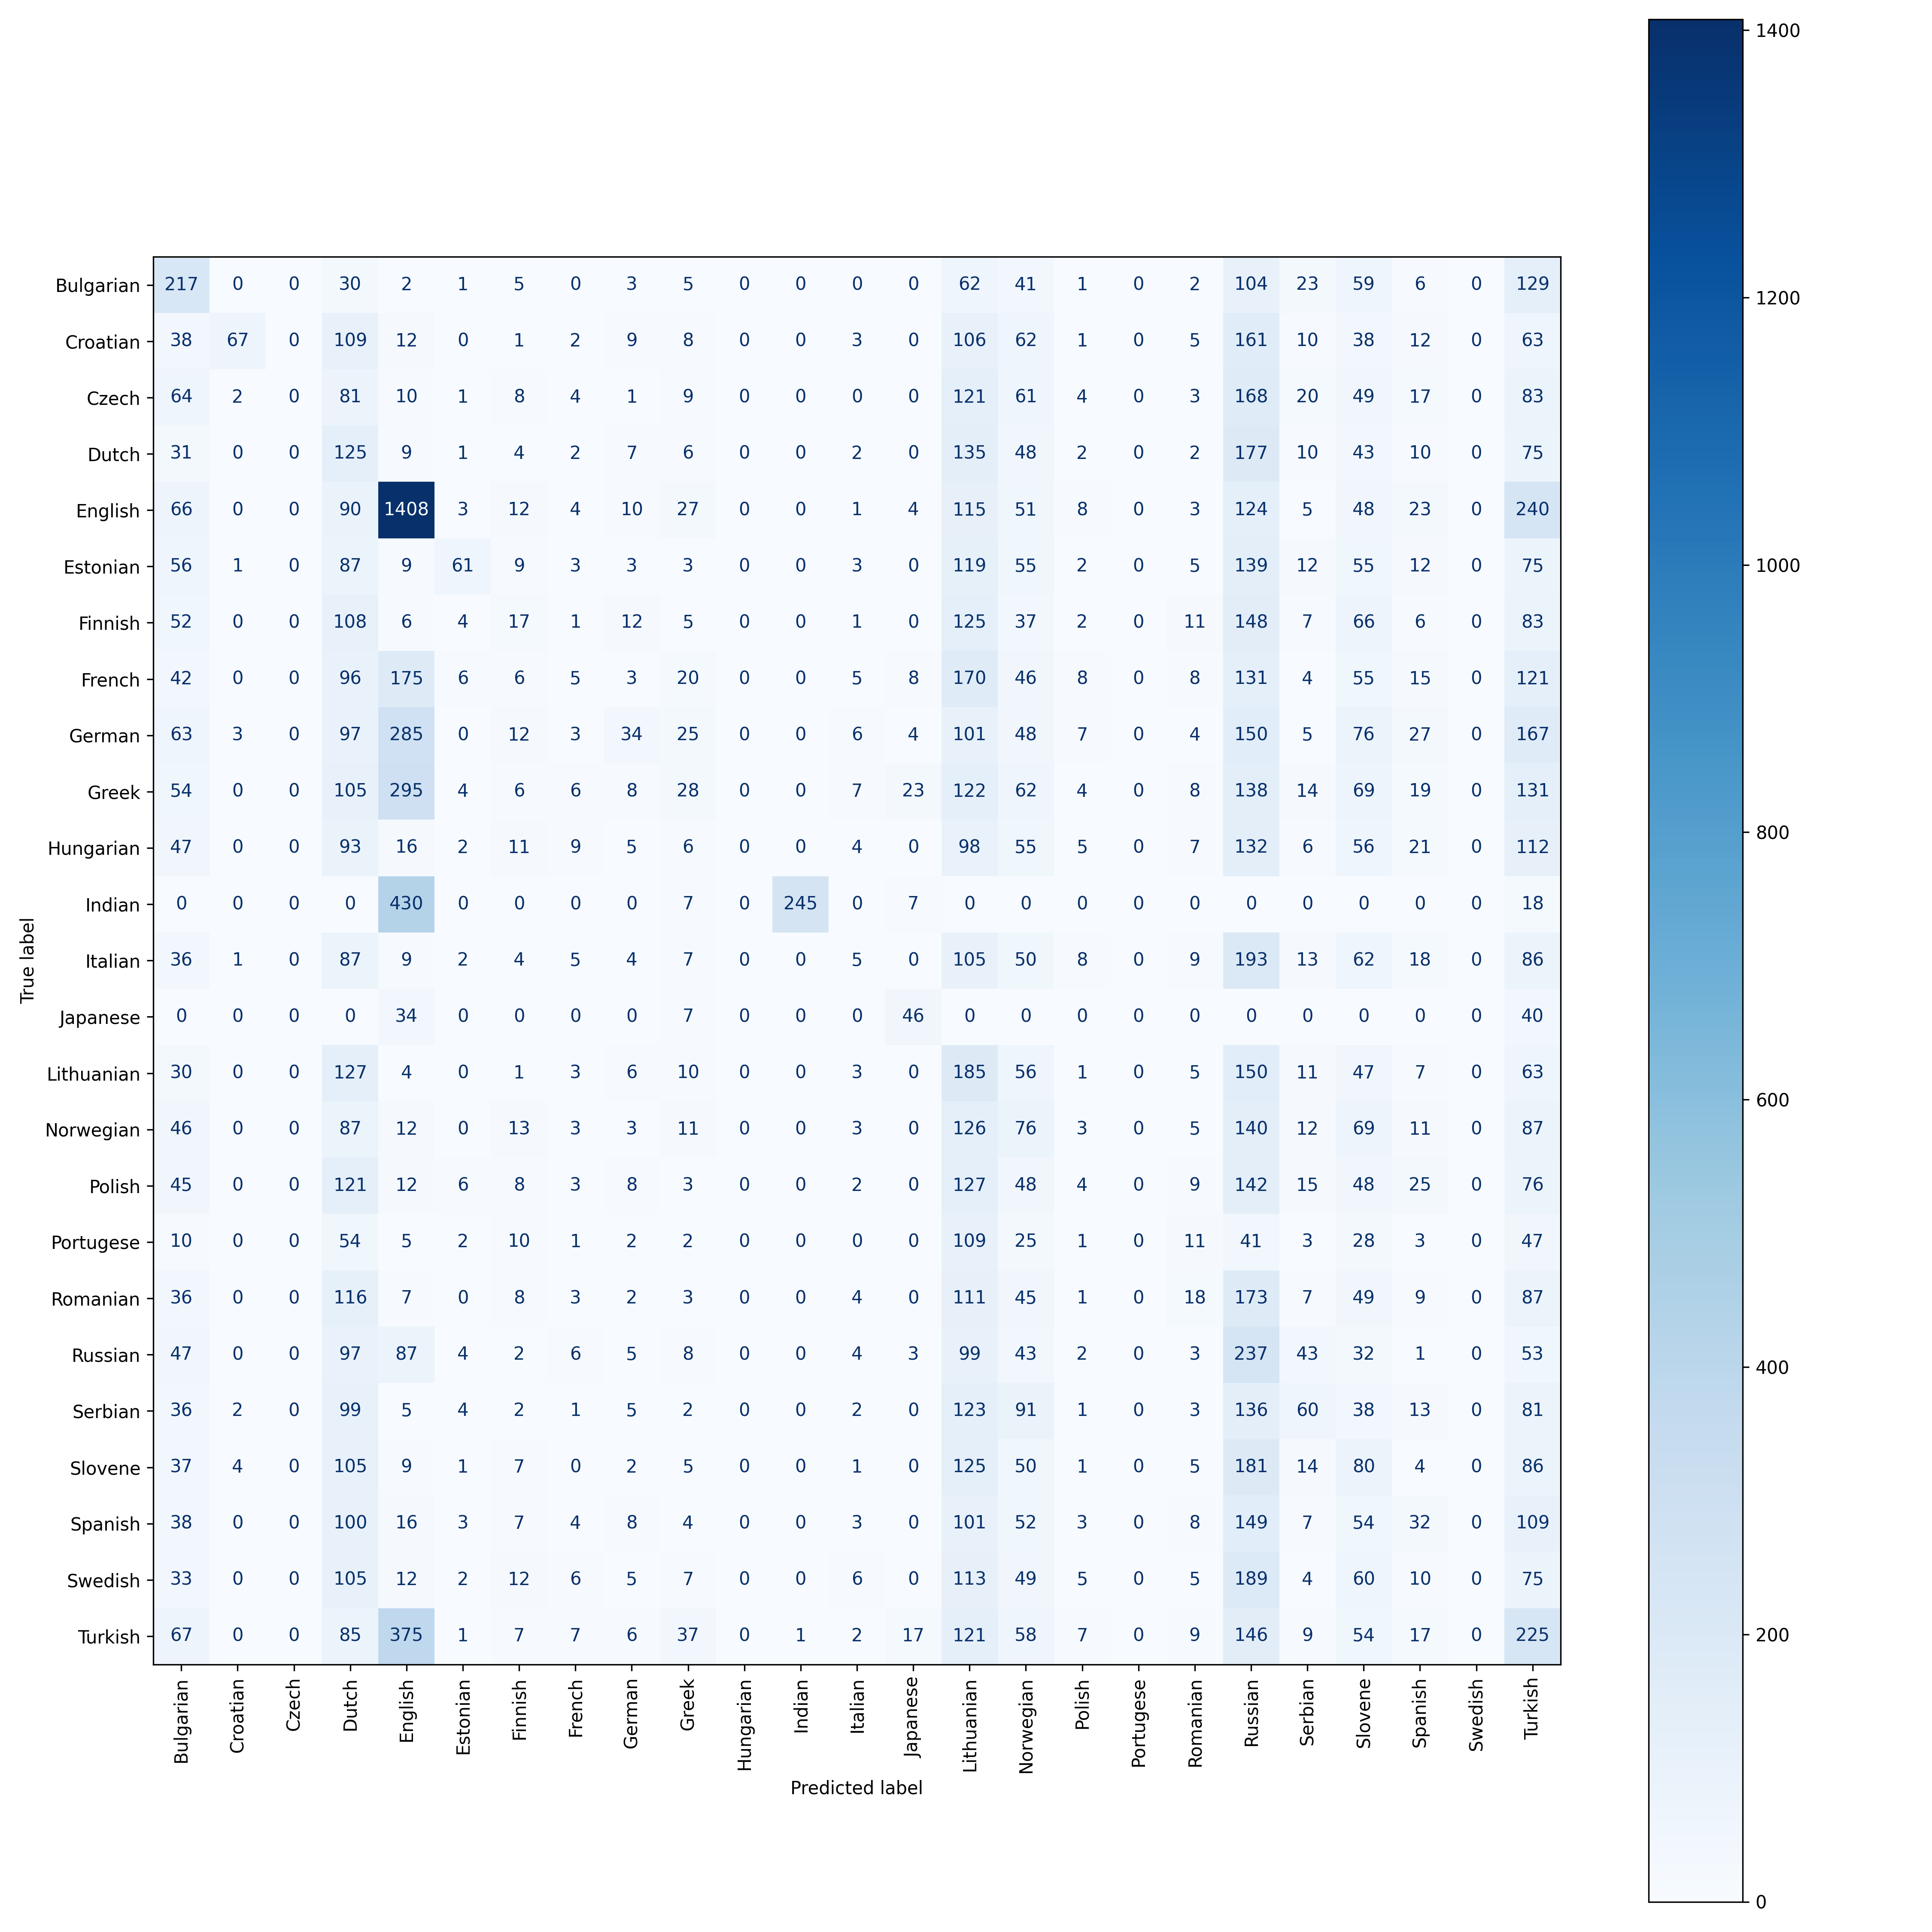 1400
1200
1000
800
600
400
200
0
True label
Bulgarian 217 0 0 30 2 1 5 0 3 5 0 0 0 0 62 41 1 0 2 104 23 59 6 0 129
Croatian 38 67 0 109 12 0 1 2 9 8 0 0 3 0 106 62 1 0 5 161 10 38 12 0 63
Czech 64 2 0 81 10 1 8 4 1 9 0 0 0 0 121 61 4 0 3 168 20 49 17 0 83
Dutch 31 0 0 125 9 1 4 2 7 6 0 0 2 0 135 48 2 0 2 177 10 43 10 0 75
English 66 0 0 90 1408 3 12 4 10 27 0 0 1 4 115 51 8 0 3 124 5 48 23 0 240
Estonian 56 1 0 87 9 61 9 3 3 3 0 0 3 0 119 55 2 0 5 139 12 55 12 0 75
Finnish 52 0 0 108 6 4 17 1 12 5 0 0 1 0 125 37 2 0 11 148 7 66 6 0 83
French 42 0 0 96 175 6 6 5 3 20 0 0 5 8 170 46 8 0 8 131 4 55 15 0 121
German 63 3 0 97 285 0 12 3 34 25 0 0 6 4 101 48 7 0 4 150 5 76 27 0 167
Greek 54 0 0 105 295 4 6 6 8 28 0 0 7 23 122 62 4 0 8 138 14 69 19 0 131
Hungarian 47 0 0 93 16 2 11 9 5 6 0 0 4 0 98 55 5 0 7 132 6 56 21 0 112
Indian 0 0 0 0 430 0 0 0 0 7 0 245 0 7 0 0 0 0 0 0 0 0 0 0 18
Italian 36 1 0 87 9 2 4 5 4 7 0 0 5 0 105 50 8 0 9 193 13 62 18 0 86
Japanese 0 0 0 0 34 0 0 0 0 7 0 0 0 46 0 0 0 0 0 0 0 0 0 0 40
Lithuanian 30 0 0 127 4 0 1 3 6 10 0 0 3 0 185 56 1 0 5 150 11 47 7 0 63
Norwegian 46 0 0 87 12 0 13 3 3 11 0 0 3 0 126 76 3 0 5 140 12 69 11 0 87
Polish 45 0 0 121 12 6 8 3 8 3 0 0 2 0 127 48 4 0 9 142 15 48 25 0 76
Portugese 10 0 0 54 5 2 10 1 2 2 0 0 0 0 109 25 1 0 11 41 3 28 3 0 47
Romanian 36 0 0 116 7 0 8 3 2 3 0 0 4 0 111 45 1 0 18 173 7 49 9 0 87
Russian 47 0 0 97 87 4 2 6 5 8 0 0 4 3 99 43 2 0 3 237 43 32 1 0 53
Serbian 36 2 0 99 5 4 2 1 5 2 0 0 2 0 123 91 1 0 3 136 60 38 13 0 81
Slovene 37 4 0 105 9 1 7 0 2 5 0 0 1 0 125 50 1 0 5 181 14 80 4 0 86
Spanish 38 0 0 100 16 3 7 4 8 4 0 0 3 0 101 52 3 0 8 149 7 54 32 0 109
Swedish 33 0 0 105 12 2 12 6 5 7 0 0 6 0 113 49 5 0 5 189 4 60 10 0 75
Turkish 67 0 0 85 375 1 7 7 6 37 0 1 2 17 121 58 7 0 9 146 9 54 17 0 225
Bulgarian Croatian Czech Dutch English Estonian Finnish French German Greek Hungarian Indian Italian Japanese Lithuanian Norwegian Polish Portugese Romanian Russian Serbian Slovene Spanish Swedish Turkish
Predicted label